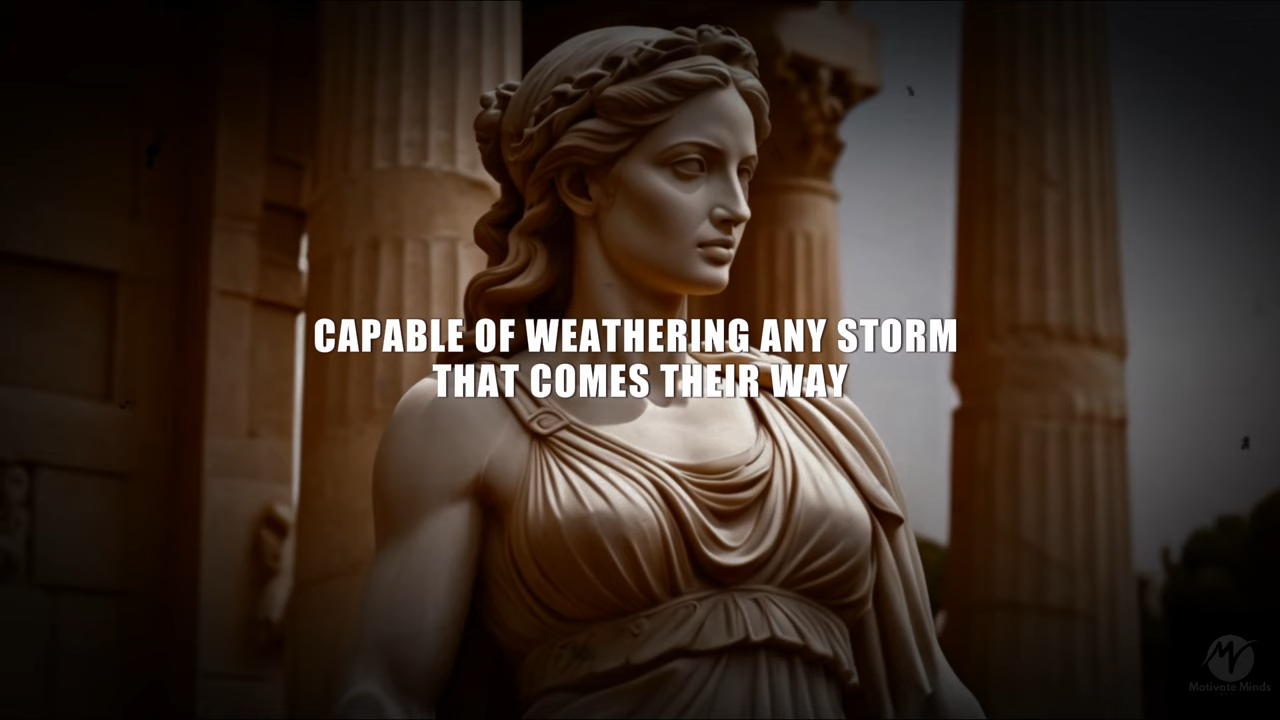 CAPABLE OF WEATHERING ANY STORM
THAT COMES THEIR WAY
Motivate Minds